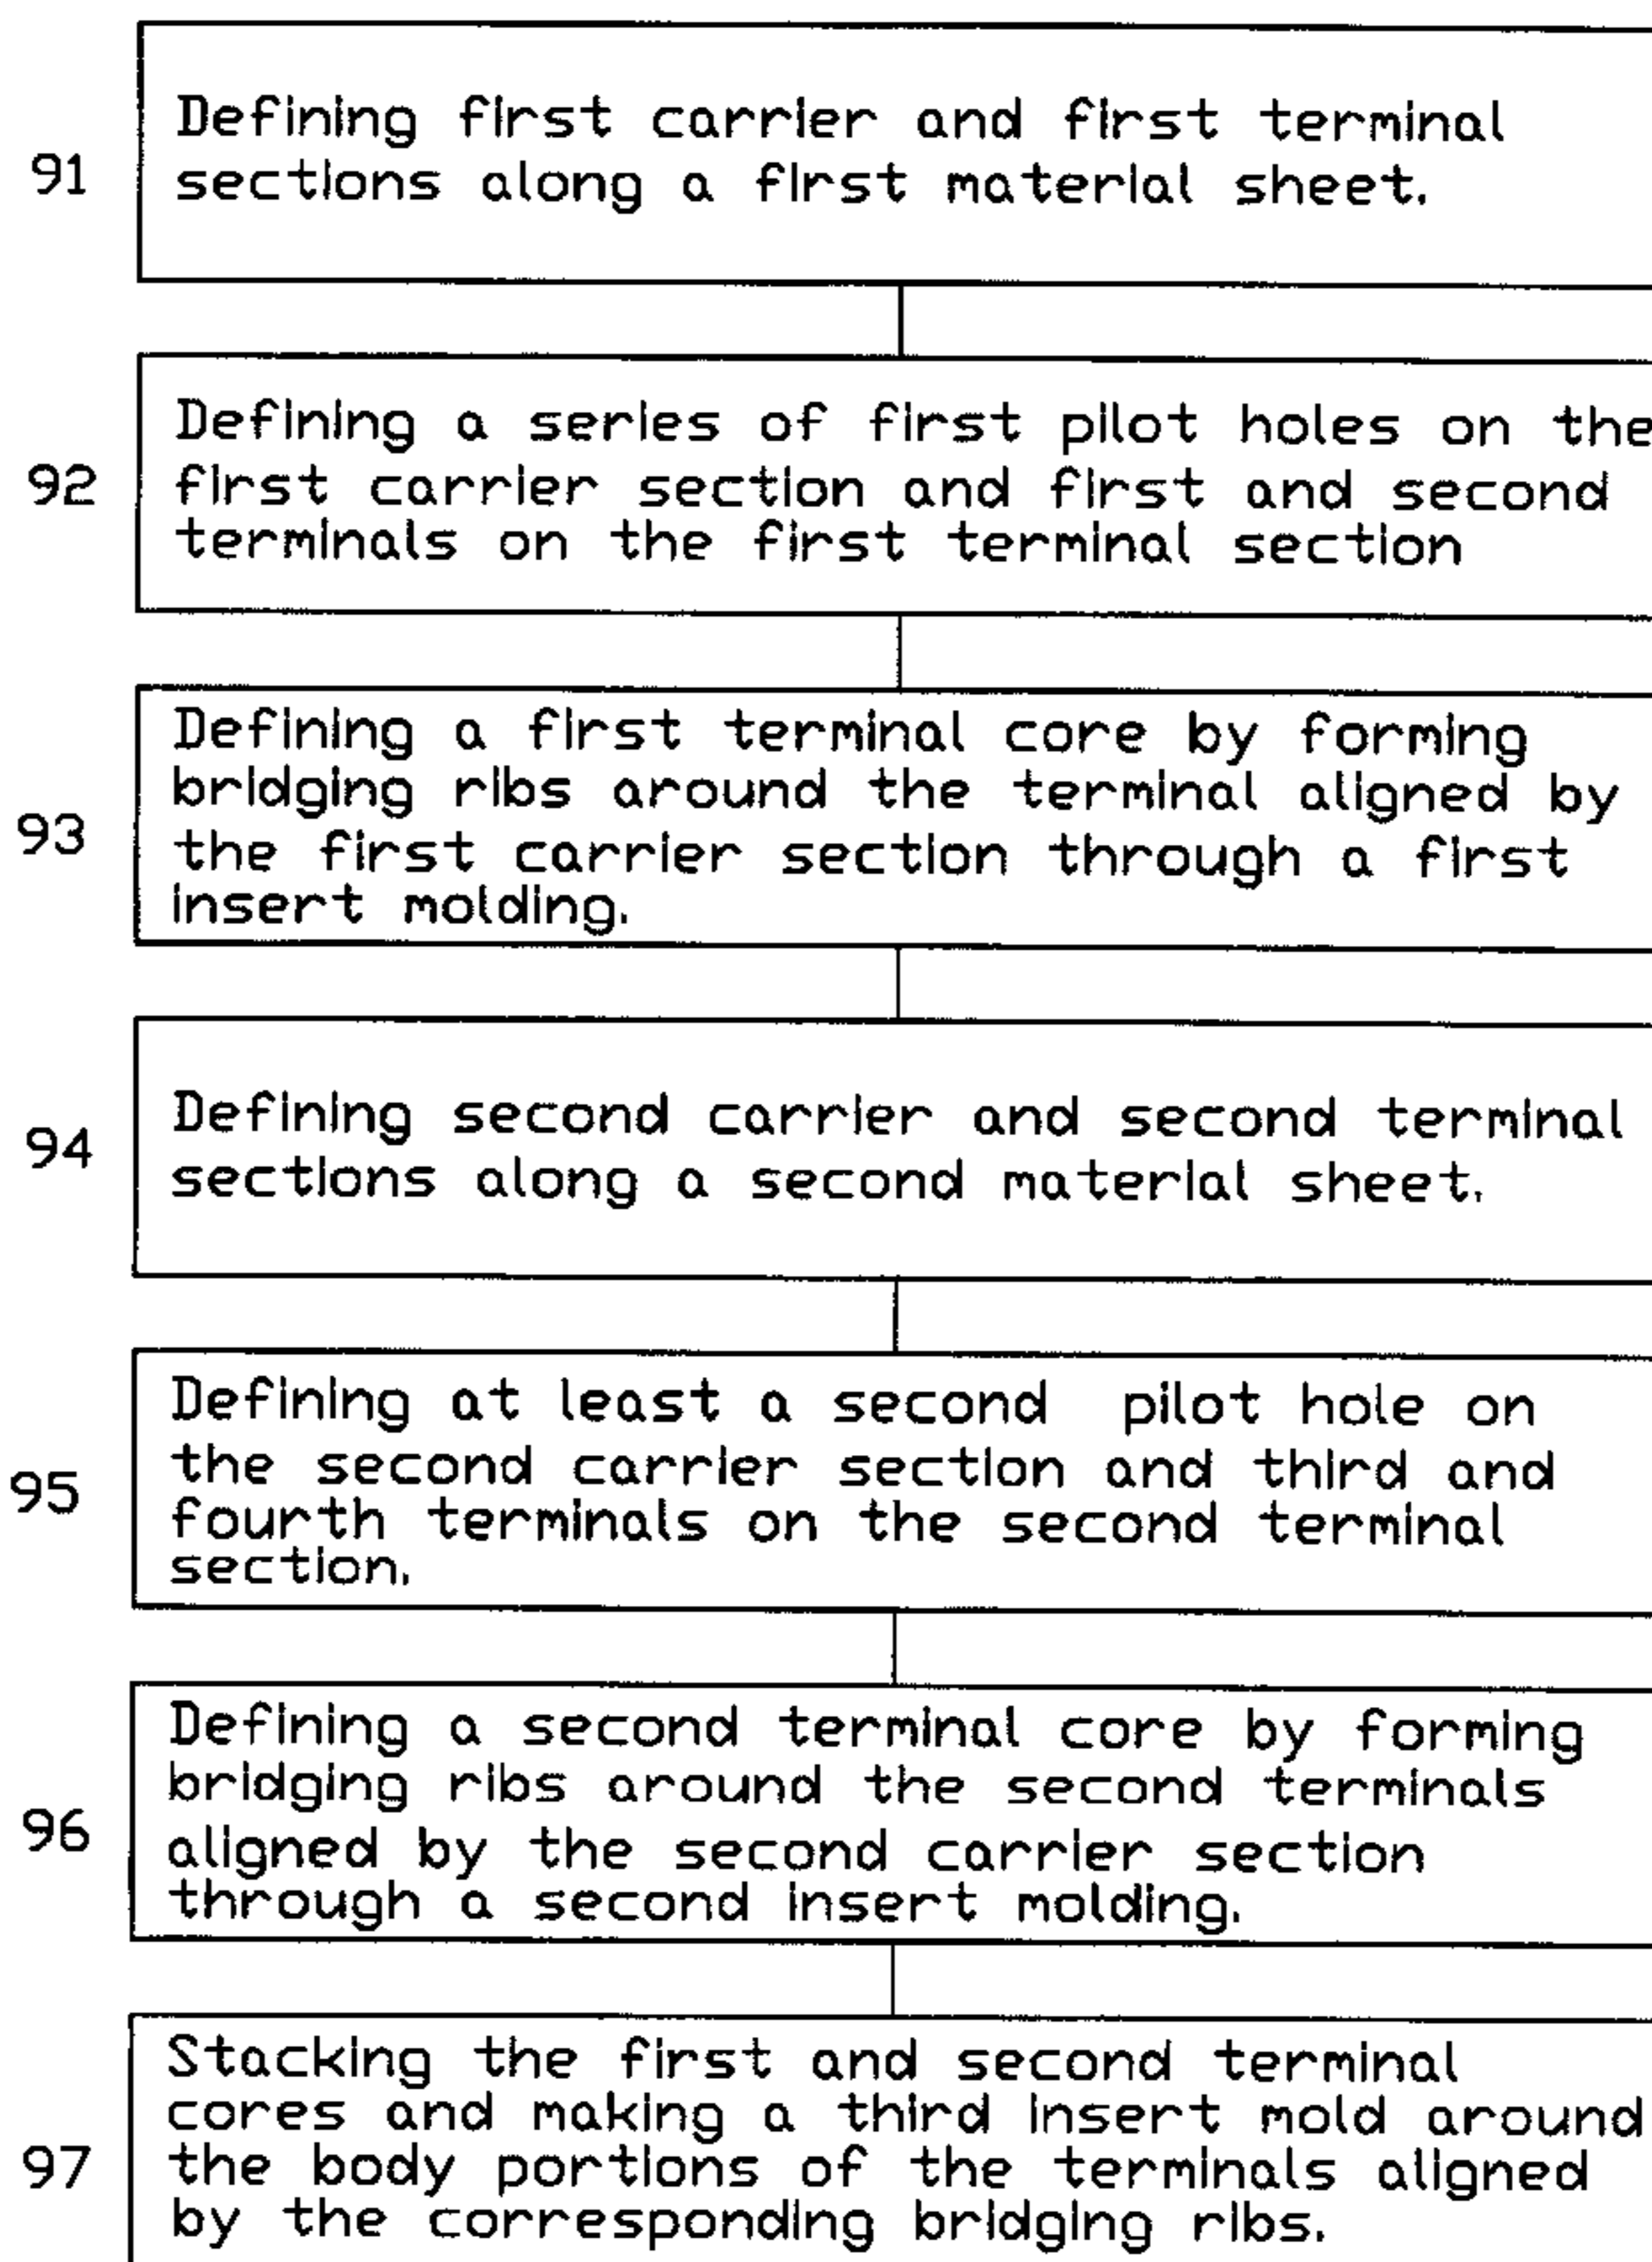 91
Defining first carrier and first terminal
sections along a first material sheet.
92
Defining a series of first pilot holes on the
first carrier section and first and second
terminals on the first terminal section
93
Defining a first terminal core by forming
bridging ribs around the terminal aligned by
the first carrier section through a first
insert molding.
94
Defining second carrier and second terminal
sections along a second material sheet.
95
Defining at least a second pilot hole on
the second carrier section and third and
fourth terminals on the second terminal
section.
96
Defining a second terminal core by forming
bridging ribs around the second terminals
aligned by the second carrier section
through a second insert molding.
97
Stacking the first and second terminal
cores and making a third insert mold around
the body portions of the terminals aligned
by the corresponding bridging ribs.